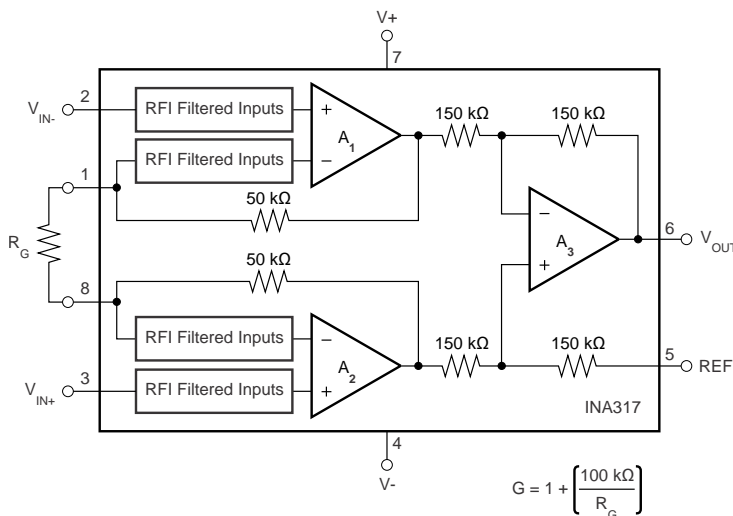 V+
7
2
V_IN-
RFI Filtered Inputs
+
A_1
150 kΩ
150 kΩ
RFI Filtered Inputs
−
1
50 kΩ
R_G
−
A_3
+
6
V_OUT
8
50 kΩ
RFI Filtered Inputs
−
A_2
150 kΩ
150 kΩ
5
REF
3
V_IN+
RFI Filtered Inputs
+
INA317
4
V-
G = 1 + [100 kΩ / R_G]